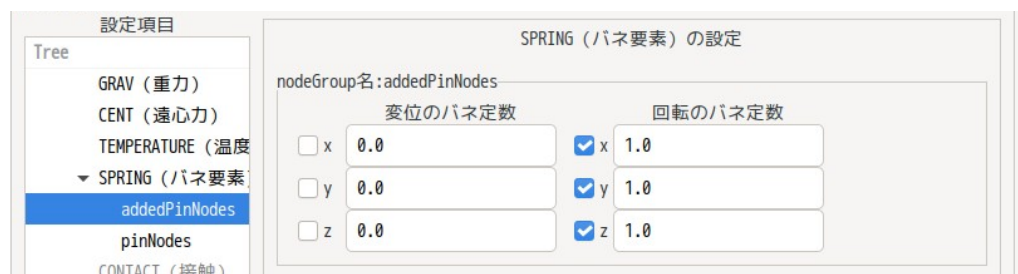 設定項目
Tree
GRAV (重力)
CENT (遠心力)
TEMPERATURE (温度
SPRING (バネ要素)
addedPinNodes
pinNodes
CONTACT (接触)
SPRING (バネ要素) の設定
nodeGroup名:addedPinNodes
変位のバネ定数 回転のバネ定数
x 0.0 x 1.0
y 0.0 y 1.0
z 0.0 z 1.0